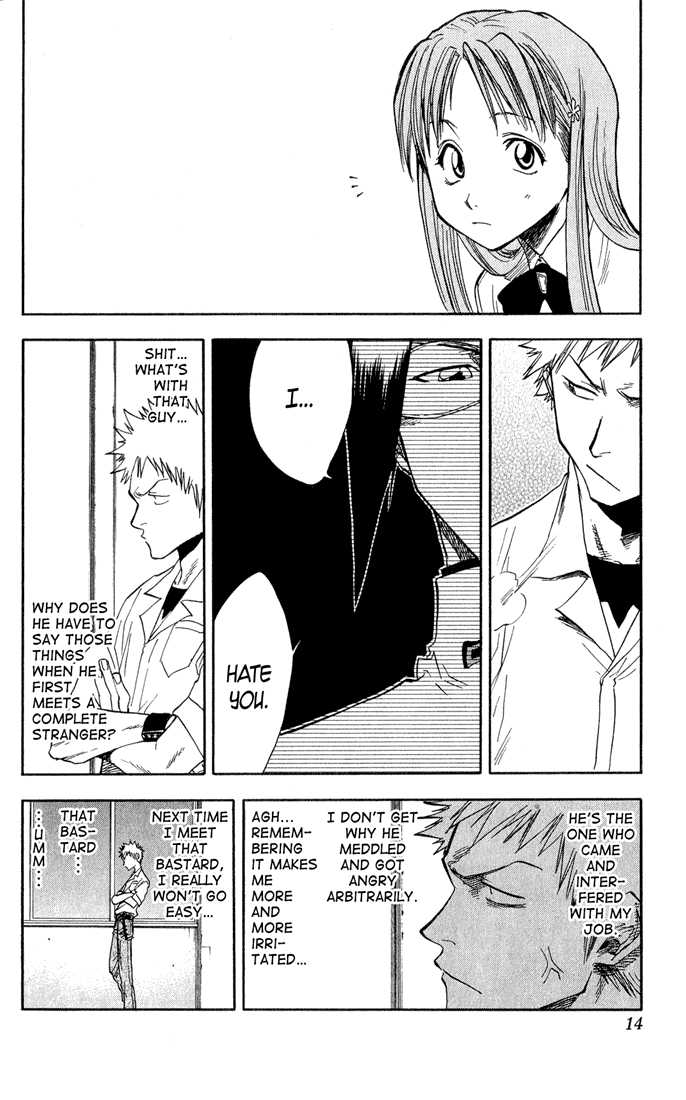 I...
HATE
YOU.
SHIT...
WHAT'S
WITH
THAT
GUY...
WHY DOES
HE HAVE TO
SAY THOSE
THINGS
WHEN HE
FIRST
MEETS A
COMPLETE
STRANGER?
HE'S THE
ONE WHO
CAME
AND
INTER-
FERED
WITH MY
JOB.
I DON'T GET
WHY HE
MEDDLED
AND GOT
ANGRY
ARBITRARILY.
AGH...
REMEM-
BERING
IT MAKES
ME
MORE
AND
MORE
IRRI-
TATED...
NEXT TIME
I MEET
THAT
BASTARD,
I REALLY
WON'T GO
EASY...
THAT
BAS-
TARD
...
...UMM...
14